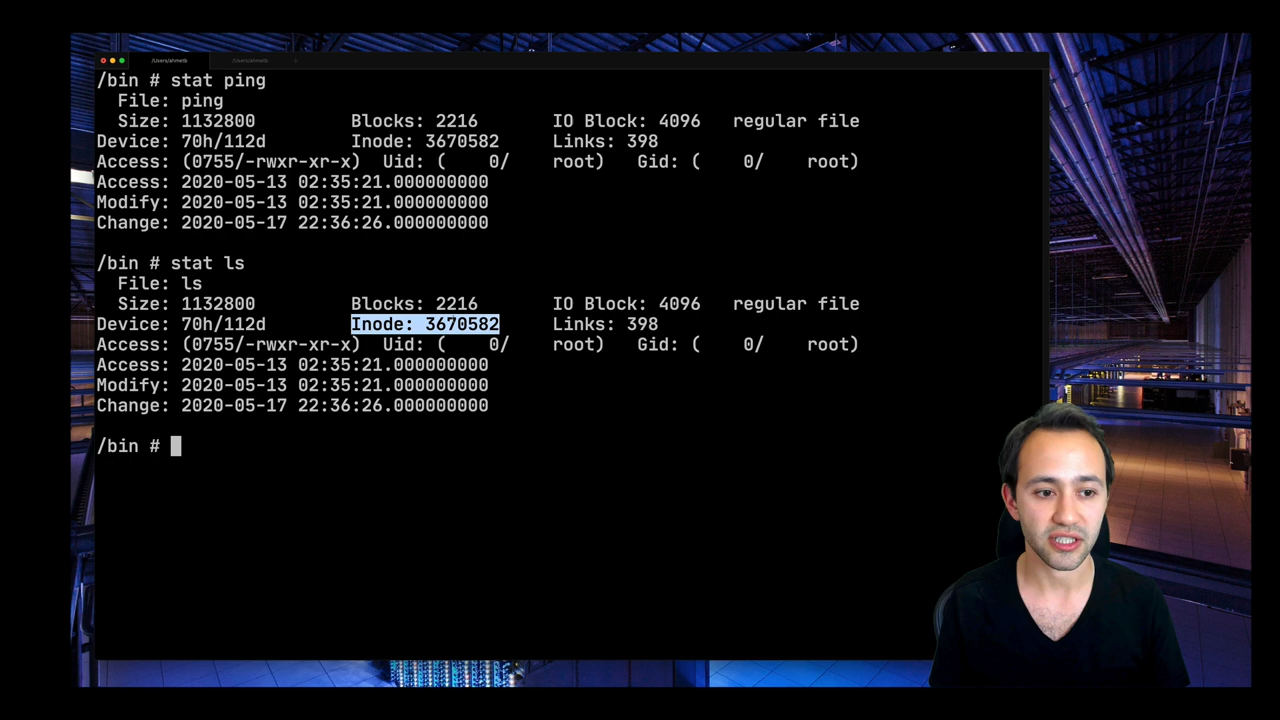 /Users/ahmetb /Users/ahmetb
/bin # stat ping
File: ping
Size: 1132800 Blocks: 2216 IO Block: 4096 regular file
Device: 70h/112d Inode: 3670582 Links: 398
Access: (0755/-rwxr-xr-x) Uid: ( 0/ root) Gid: ( 0/ root)
Access: 2020-05-13 02:35:21.000000000
Modify: 2020-05-13 02:35:21.000000000
Change: 2020-05-17 22:36:26.000000000
/bin # stat ls
File: ls
Size: 1132800 Blocks: 2216 IO Block: 4096 regular file
Device: 70h/112d Inode: 3670582 Links: 398
Access: (0755/-rwxr-xr-x) Uid: ( 0/ root) Gid: ( 0/ root)
Access: 2020-05-13 02:35:21.000000000
Modify: 2020-05-13 02:35:21.000000000
Change: 2020-05-17 22:36:26.000000000
/bin #